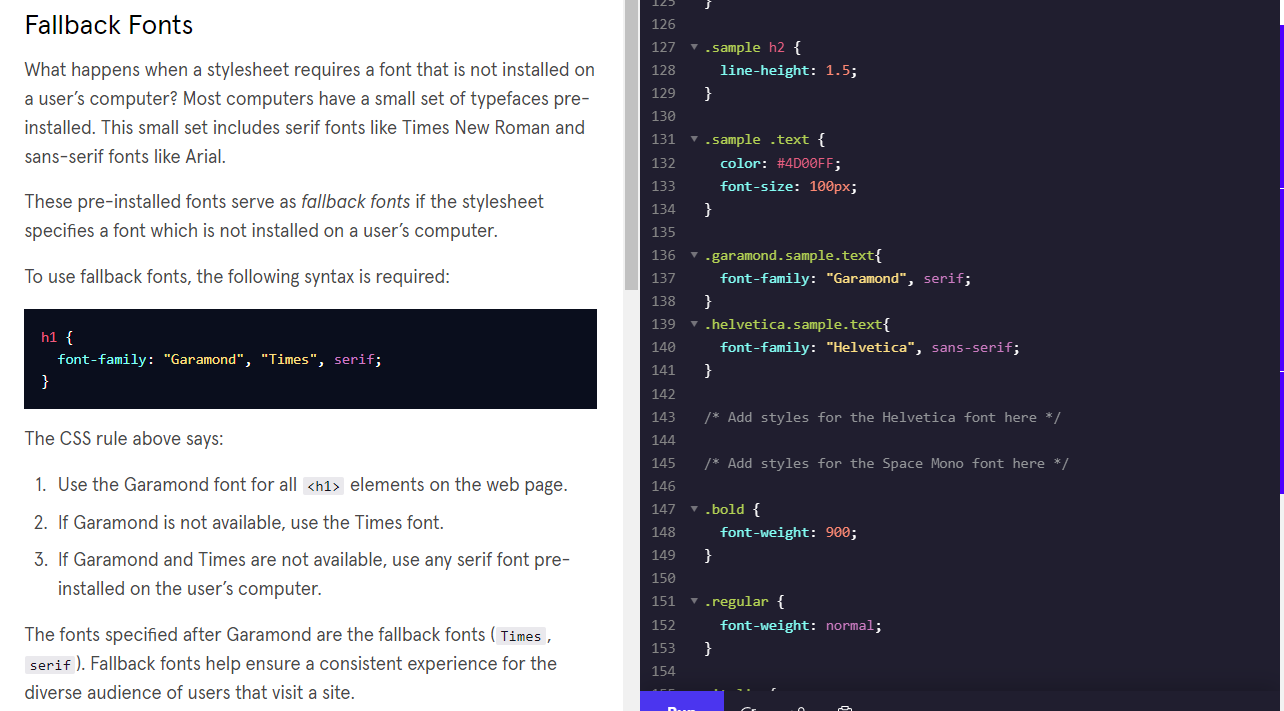 Fallback Fonts
What happens when a stylesheet requires a font that is not installed on
a user’s computer? Most computers have a small set of typefaces pre-
installed. This small set includes serif fonts like Times New Roman and
sans-serif fonts like Arial.
These pre-installed fonts serve as fallback fonts if the stylesheet
specifies a font which is not installed on a user’s computer.
To use fallback fonts, the following syntax is required:
h1 {
font-family: "Garamond", "Times", serif;
}
The CSS rule above says:
1. Use the Garamond font for all <h1> elements on the web page.
2. If Garamond is not available, use the Times font.
3. If Garamond and Times are not available, use any serif font pre-
installed on the user’s computer.
The fonts specified after Garamond are the fallback fonts (Times,
serif). Fallback fonts help ensure a consistent experience for the
diverse audience of users that visit a site.
125 }
126
127 .sample h2 {
128 line-height: 1.5;
129 }
130
131 .sample .text {
132 color: #4D00FF;
133 font-size: 100px;
134 }
135
136 .garamond.sample.text{
137 font-family: "Garamond", serif;
138 }
139 .helvetica.sample.text{
140 font-family: "Helvetica", sans-serif;
141 }
142
143 /* Add styles for the Helvetica font here */
144
145 /* Add styles for the Space Mono font here */
146
147 .bold {
148 font-weight: 900;
149 }
150
151 .regular {
152 font-weight: normal;
153 }
154
Run